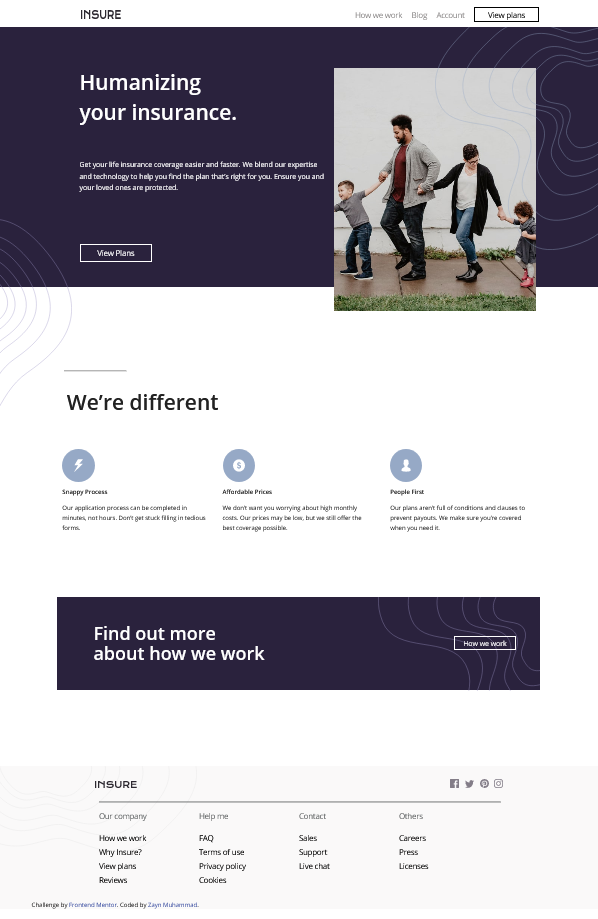 INSURE
How we work Blog Account View plans
Humanizing
your insurance.
Get your life insurance coverage easier and faster. We blend our expertise
and technology to help you find the plan that's right for you. Ensure you and
your loved ones are protected.
View Plans
We're different
Snappy Process
Our application process can be completed in
minutes, not hours. Don't get stuck filling in tedious
forms.
Affordable Prices
We don't want you worrying about high monthly
costs. Our prices may be low, but we still offer the
best coverage possible.
People First
Our plans aren't full of conditions and clauses to
prevent payouts. We make sure you're covered
when you need it.
Find out more
about how we work
How we work
INSURE
Our company
How we work
Why Insure?
View plans
Reviews
Help me
FAQ
Terms of use
Privacy policy
Cookies
Contact
Sales
Support
Live chat
Others
Careers
Press
Licenses
Challenge by Frontend Mentor. Coded by Zayn Muhammad.